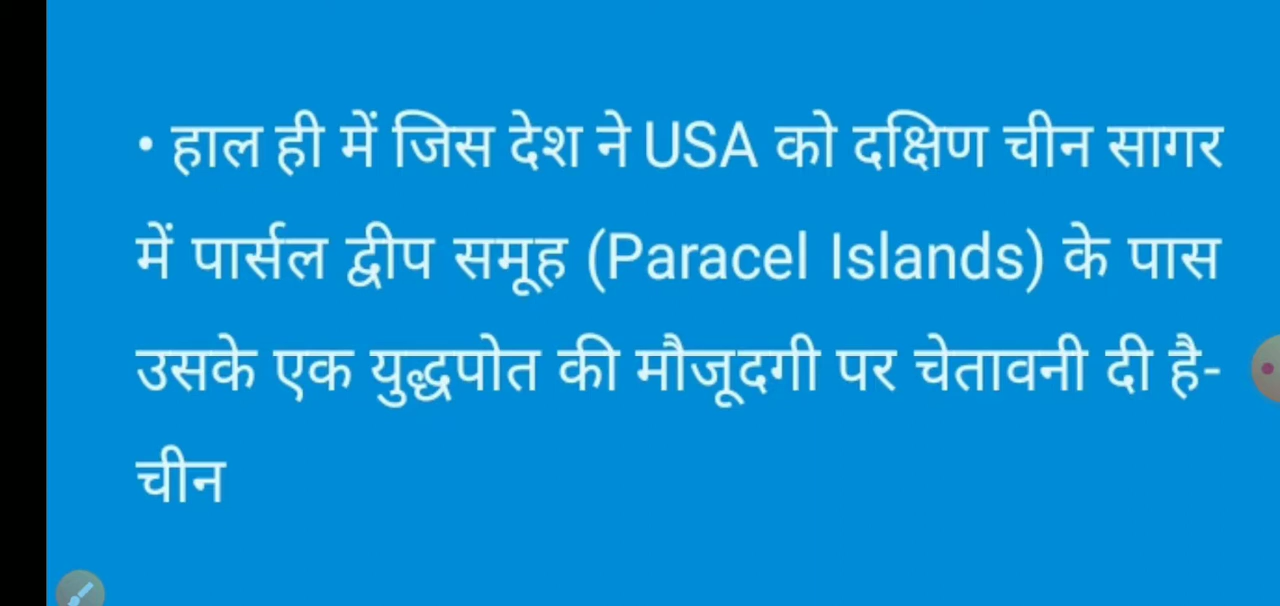 • हाल ही में जिस देश ने USA को दक्षिण चीन सागर
में पार्सल द्वीप समूह (Paracel Islands) के पास
उसके एक युद्धपोत की मौजूदगी पर चेतावनी दी है-
चीन